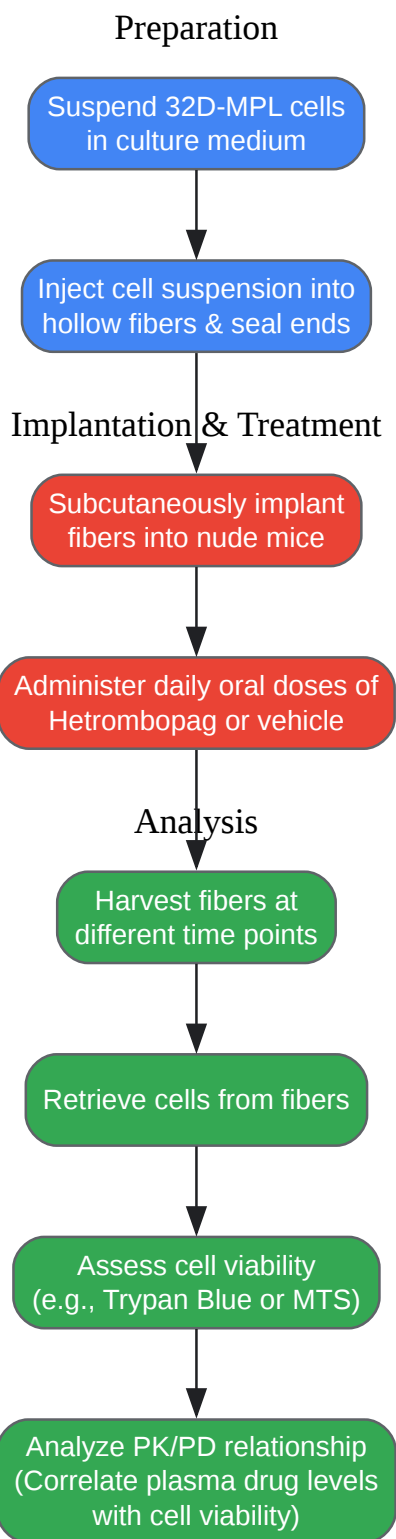 Preparation
Suspend 32D-MPL cells
in culture medium
Inject cell suspension into
hollow fibers & seal ends
Implantation & Treatment
Subcutaneously implant
fibers into nude mice
Administer daily oral doses of
Hetrombopag or vehicle
Analysis
Harvest fibers at
different time points
Retrieve cells from fibers
Assess cell viability
(e.g., Trypan Blue or MTS)
Analyze PK/PD relationship
(Correlate plasma drug levels
with cell viability)